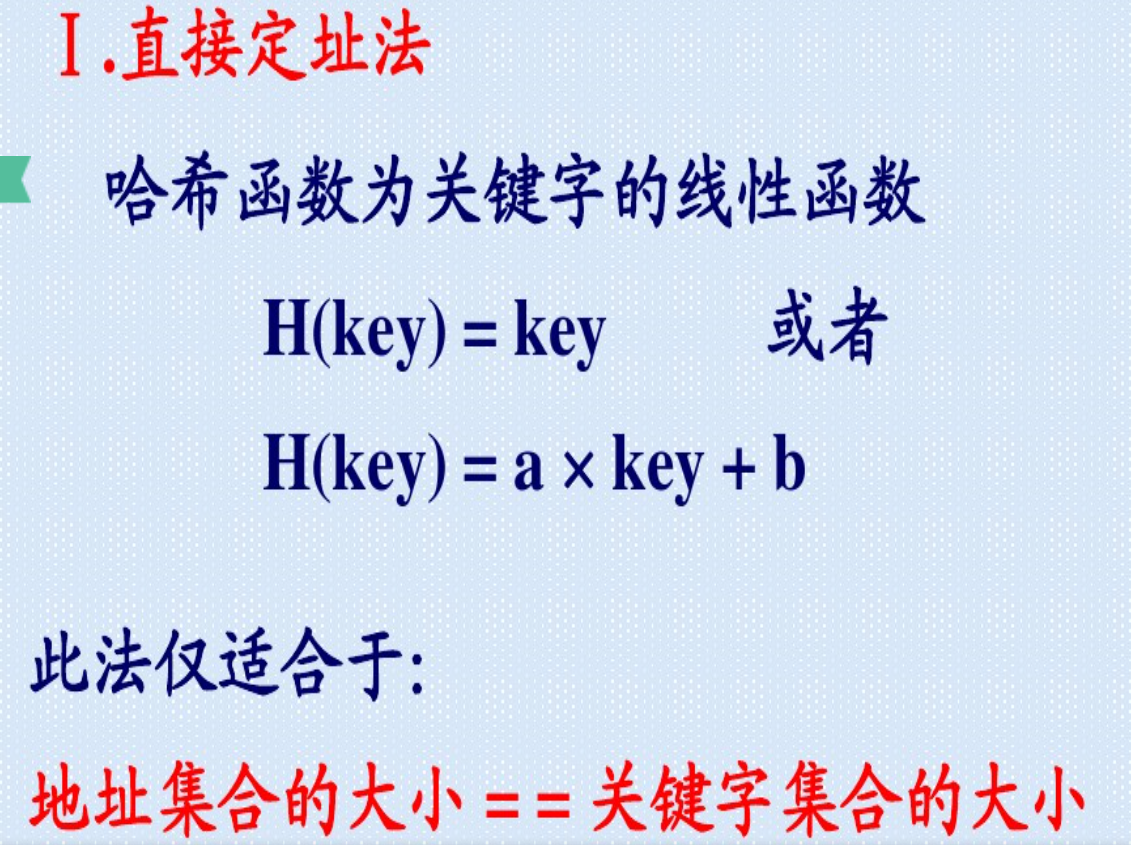 Ⅰ.直接定址法
哈希函数为关键字的线性函数
H(key) = key 或者
H(key) = a × key + b
此法仅适合于:
地址集合的大小 = = 关键字集合的大小